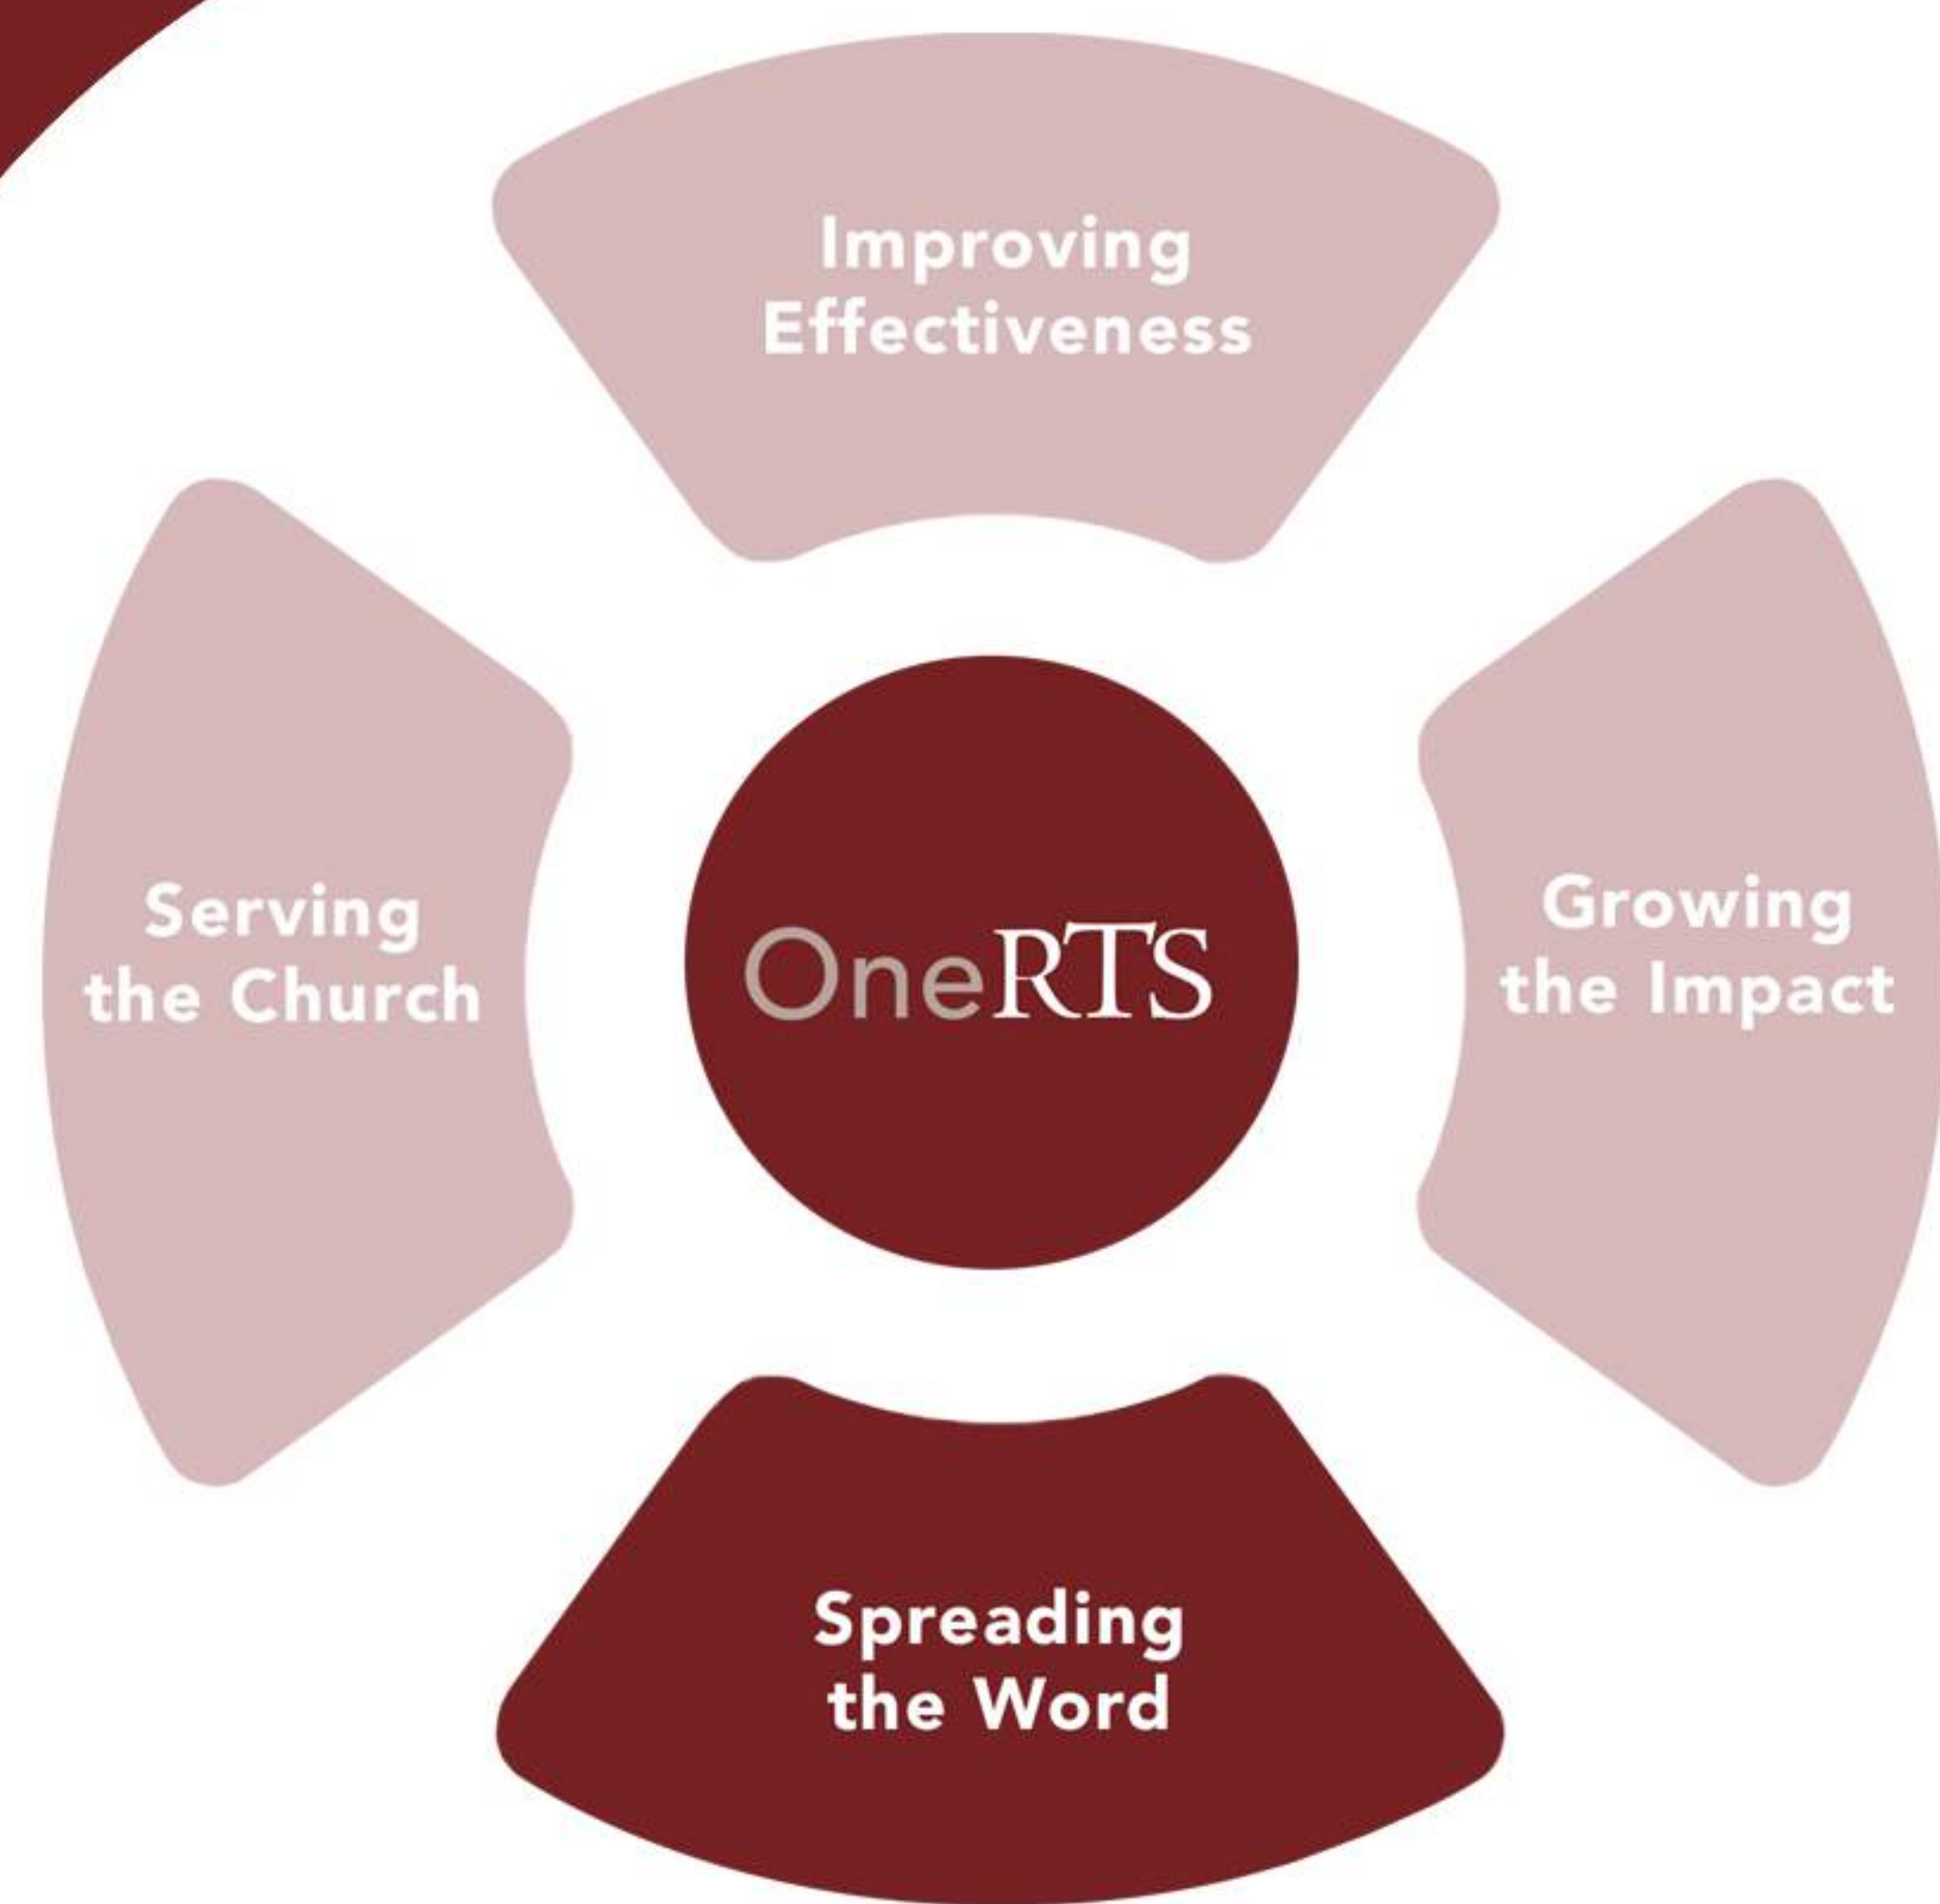 Improving
Effectiveness
Serving
the Church
OneRTS
Growing
the Impact
Spreading
the Word